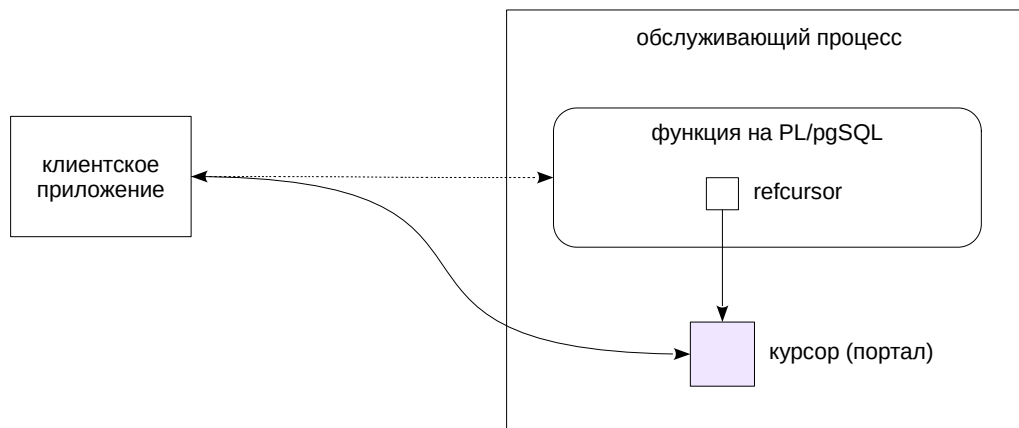 обслуживающий процесс
функция на PL/pgSQL
клиентское
приложение
refcursor
курсор (портал)